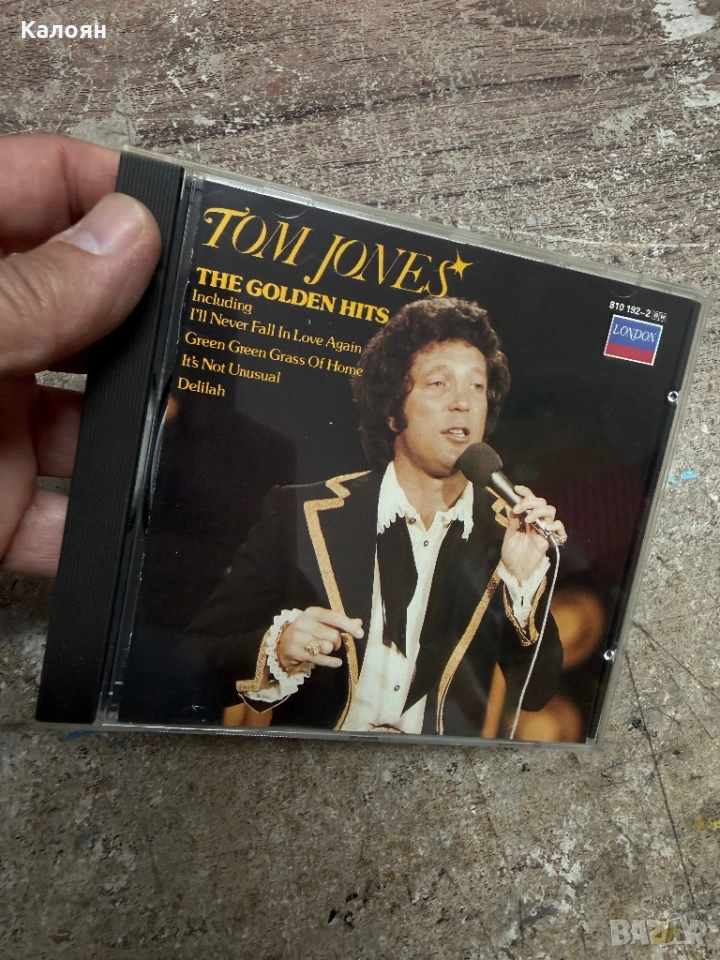 Калоян
TOM JONES
THE GOLDEN HITS
Including
I'll Never Fall In Love Again
Green Green Grass Of Home
It's Not Unusual
Delilah
810 192-2
LONDON
BAZAR